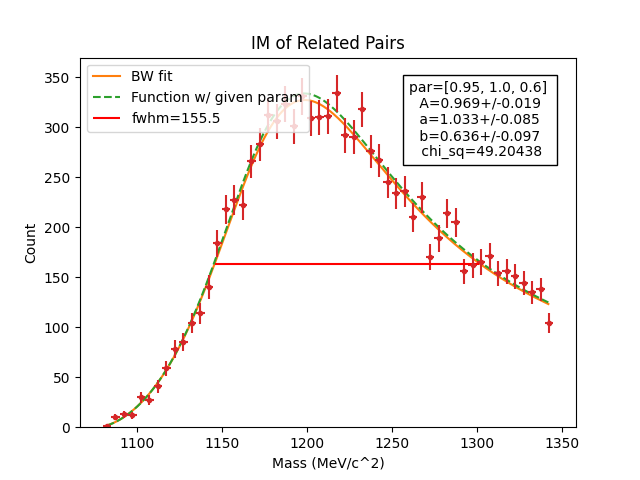 IM of Related Pairs
BW fit
Function w/ given param
fwhm=155.5
par=[0.95, 1.0, 0.6]
A=0.969+/-0.019
a=1.033+/-0.085
b=0.636+/-0.097
chi_sq=49.20438
350
300
250
200
150
100
50
0
Count
1100
1150
1200
1250
1300
1350
Mass (MeV/c^2)